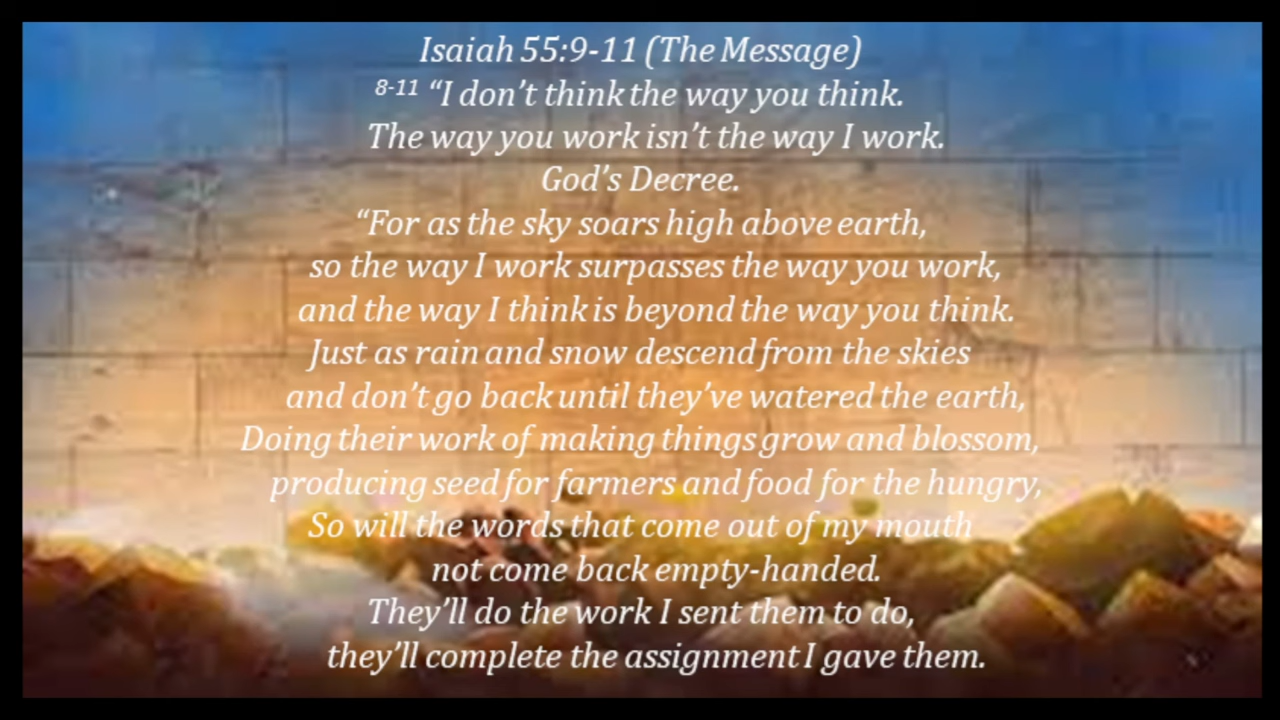 Isaiah 55:9-11 (The Message)
8-11 “I don’t think the way you think.
The way you work isn’t the way I work.
God’s Decree.
“For as the sky soars high above earth,
so the way I work surpasses the way you work,
and the way I think is beyond the way you think.
Just as rain and snow descend from the skies
and don’t go back until they’ve watered the earth,
Doing their work of making things grow and blossom,
producing seed for farmers and food for the hungry,
So will the words that come out of my mouth
not come back empty-handed.
They’ll do the work I sent them to do,
they’ll complete the assignment I gave them.